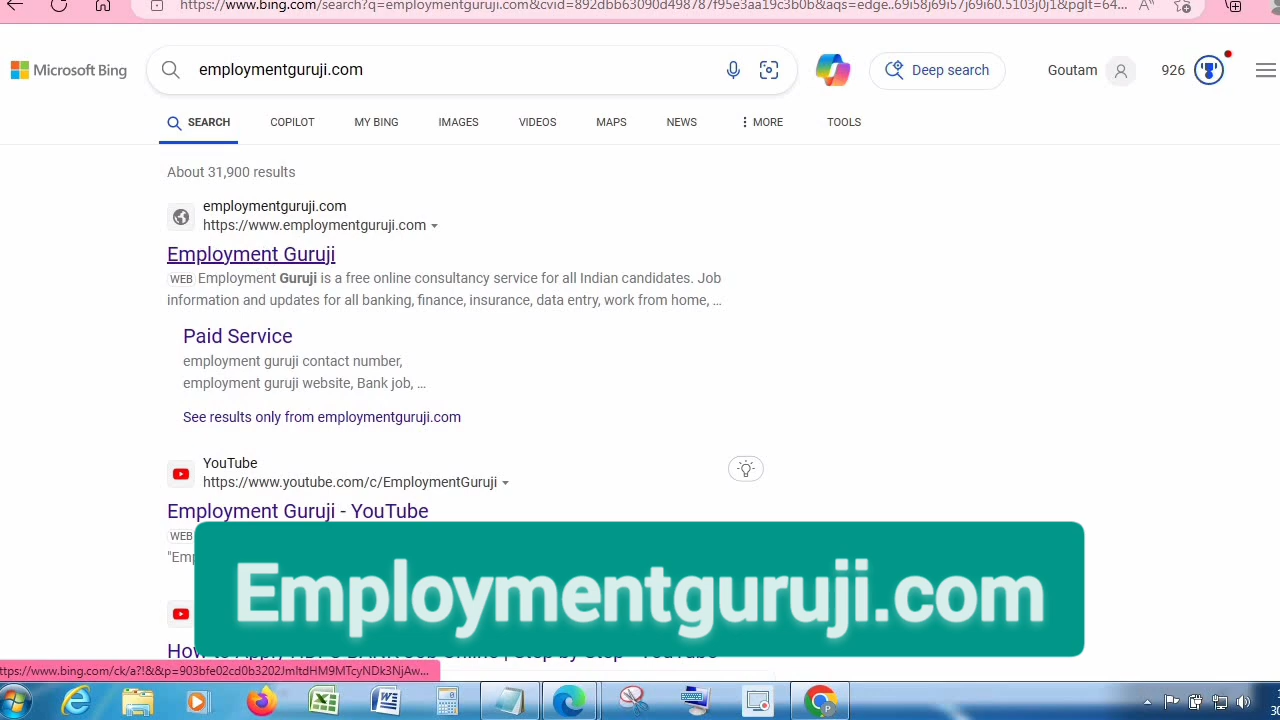 https://www.bing.com/search?q=employmentguruji.com&cvid=892dbb63090d498787f95e3aa19c3b0b&aqs=edge..69i58j69i57j69i60.5103j0j1&pglt=64...
Microsoft Bing
employmentguruji.com
Deep search
Goutam
926
SEARCH COPILOT MY BING IMAGES VIDEOS MAPS NEWS MORE TOOLS
About 31,900 results
employmentguruji.com
https://www.employmentguruji.com
Employment Guruji
WEB Employment Guruji is a free online consultancy service for all Indian candidates. Job
information and updates for all banking, finance, insurance, data entry, work from home, ...
Paid Service
employment guruji contact number,
employment guruji website, Bank job, ...
See results only from employmentguruji.com
YouTube
https://www.youtube.com/c/EmploymentGuruji
Employment Guruji - YouTube
WEB
Employmentguruji.com